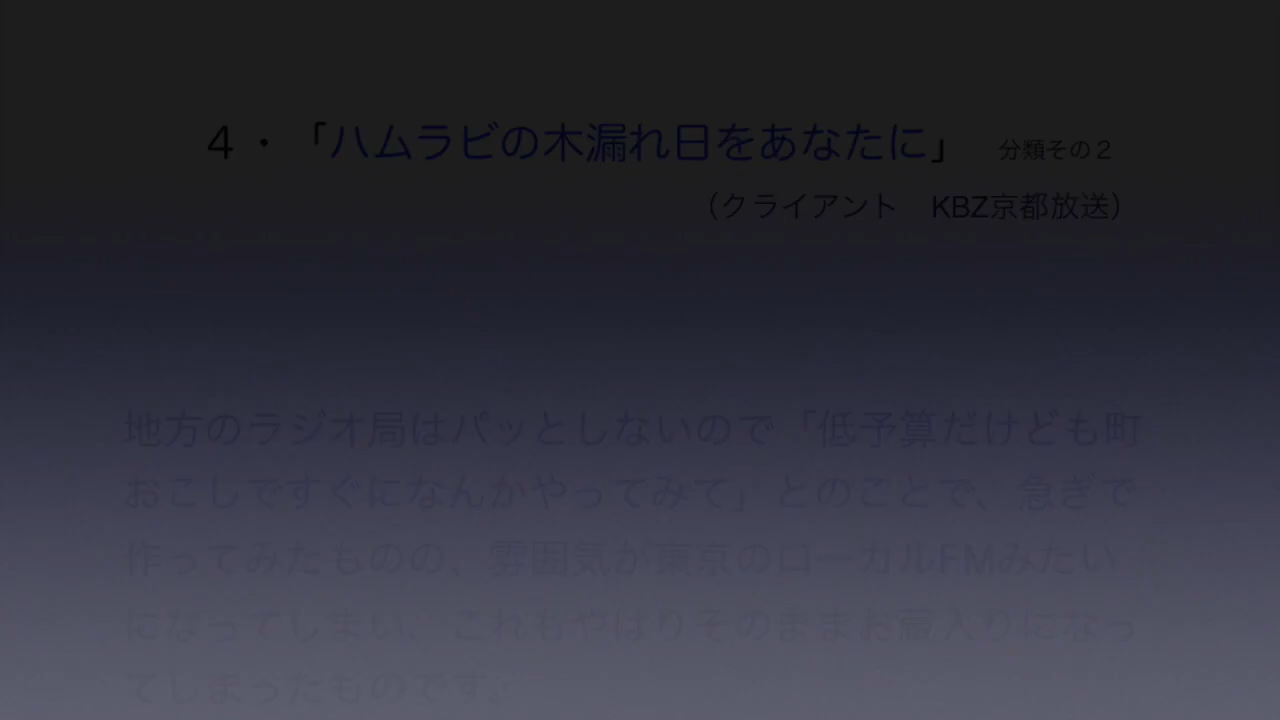 ４・「ハムラビの木漏れ日をあなたに」　分類その２
（クライアント　KBZ京都放送）
地方のラジオ局はパッとしないので「低予算だけども町
おこしですぐになんかやってみて」とのことで、急ぎで
作ってみたものの、雰囲気が東京のローカルFMみたい
になってしまい、これもやはりそのままお蔵入りになっ
てしまったものです。